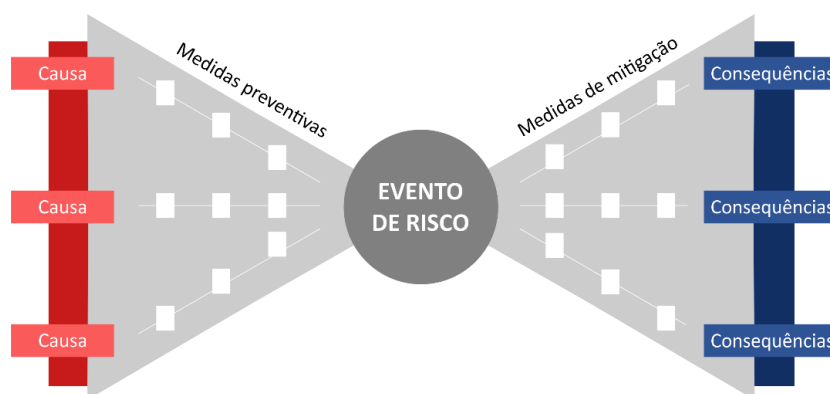 Medidas preventivas
Medidas de mitigação
Causa
Consequências
EVENTO
DE RISCO
Causa
Consequências
Causa
Consequências